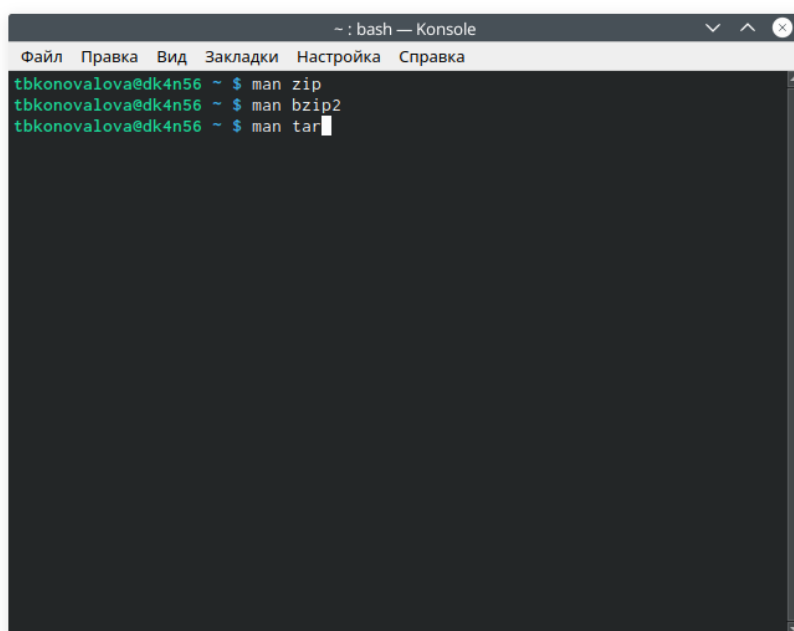 ~ : bash — Konsole
Файл Правка Вид Закладки Настройка Справка
tbkonovalova@dk4n56 ~ $ man zip
tbkonovalova@dk4n56 ~ $ man bzip2
tbkonovalova@dk4n56 ~ $ man tar